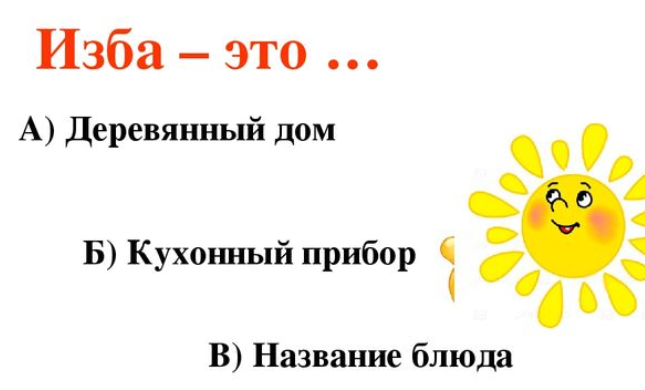 Изба – это ...
А) Деревянный дом
Б) Кухонный прибор
В) Название блюда